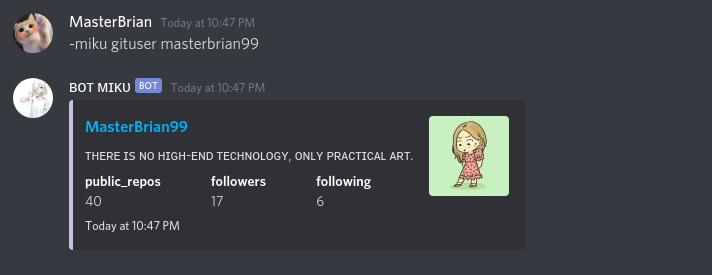 MasterBrian Today at 10:47 PM
-miku gituser masterbrian99
BOT MIKU BOT Today at 10:47 PM
MasterBrian99
THERE IS NO HIGH-END TECHNOLOGY, ONLY PRACTICAL ART.
public_repos followers following
40 17 6
Today at 10:47 PM